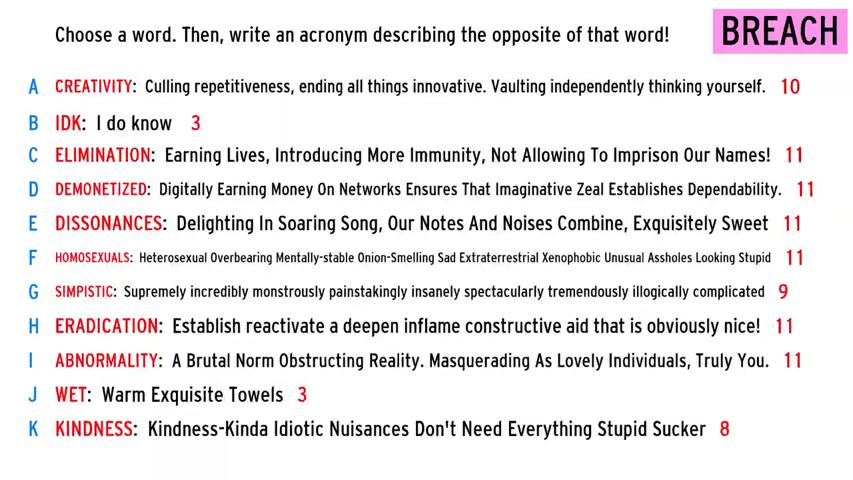 Choose a word. Then, write an acronym describing the opposite of that word!
BREACH
A CREATIVITY: Culling repetitiveness, ending all things innovative. Vaulting independently thinking yourself. 10
B IDK: I do know 3
C ELIMINATION: Earning Lives, Introducing More Immunity, Not Allowing To Imprison Our Names! 11
D DEMONETIZED: Digitally Earning Money On Networks Ensures That Imaginative Zeal Establishes Dependability. 11
E DISSONANCES: Delighting In Soaring Song, Our Notes And Noises Combine, Exquisitely Sweet 11
F HOMOSEXUALS: Heterosexual Overbearing Mentally-stable Onion-Smelling Sad Extraterrestrial Xenophobic Unusual Assholes Looking Stupid 11
G SIMPISTIC: Supremely incredibly monstrously painstakingly insanely spectacularly tremendously illogically complicated 9
H ERADICATION: Establish reactivate a deepen inflame constructive aid that is obviously nice! 11
I ABNORMALITY: A Brutal Norm Obstructing Reality. Masquerading As Lovely Individuals, Truly You. 11
J WET: Warm Exquisite Towels 3
K KINDNESS: Kindness-Kinda Idiotic Nuisances Don't Need Everything Stupid Sucker 8